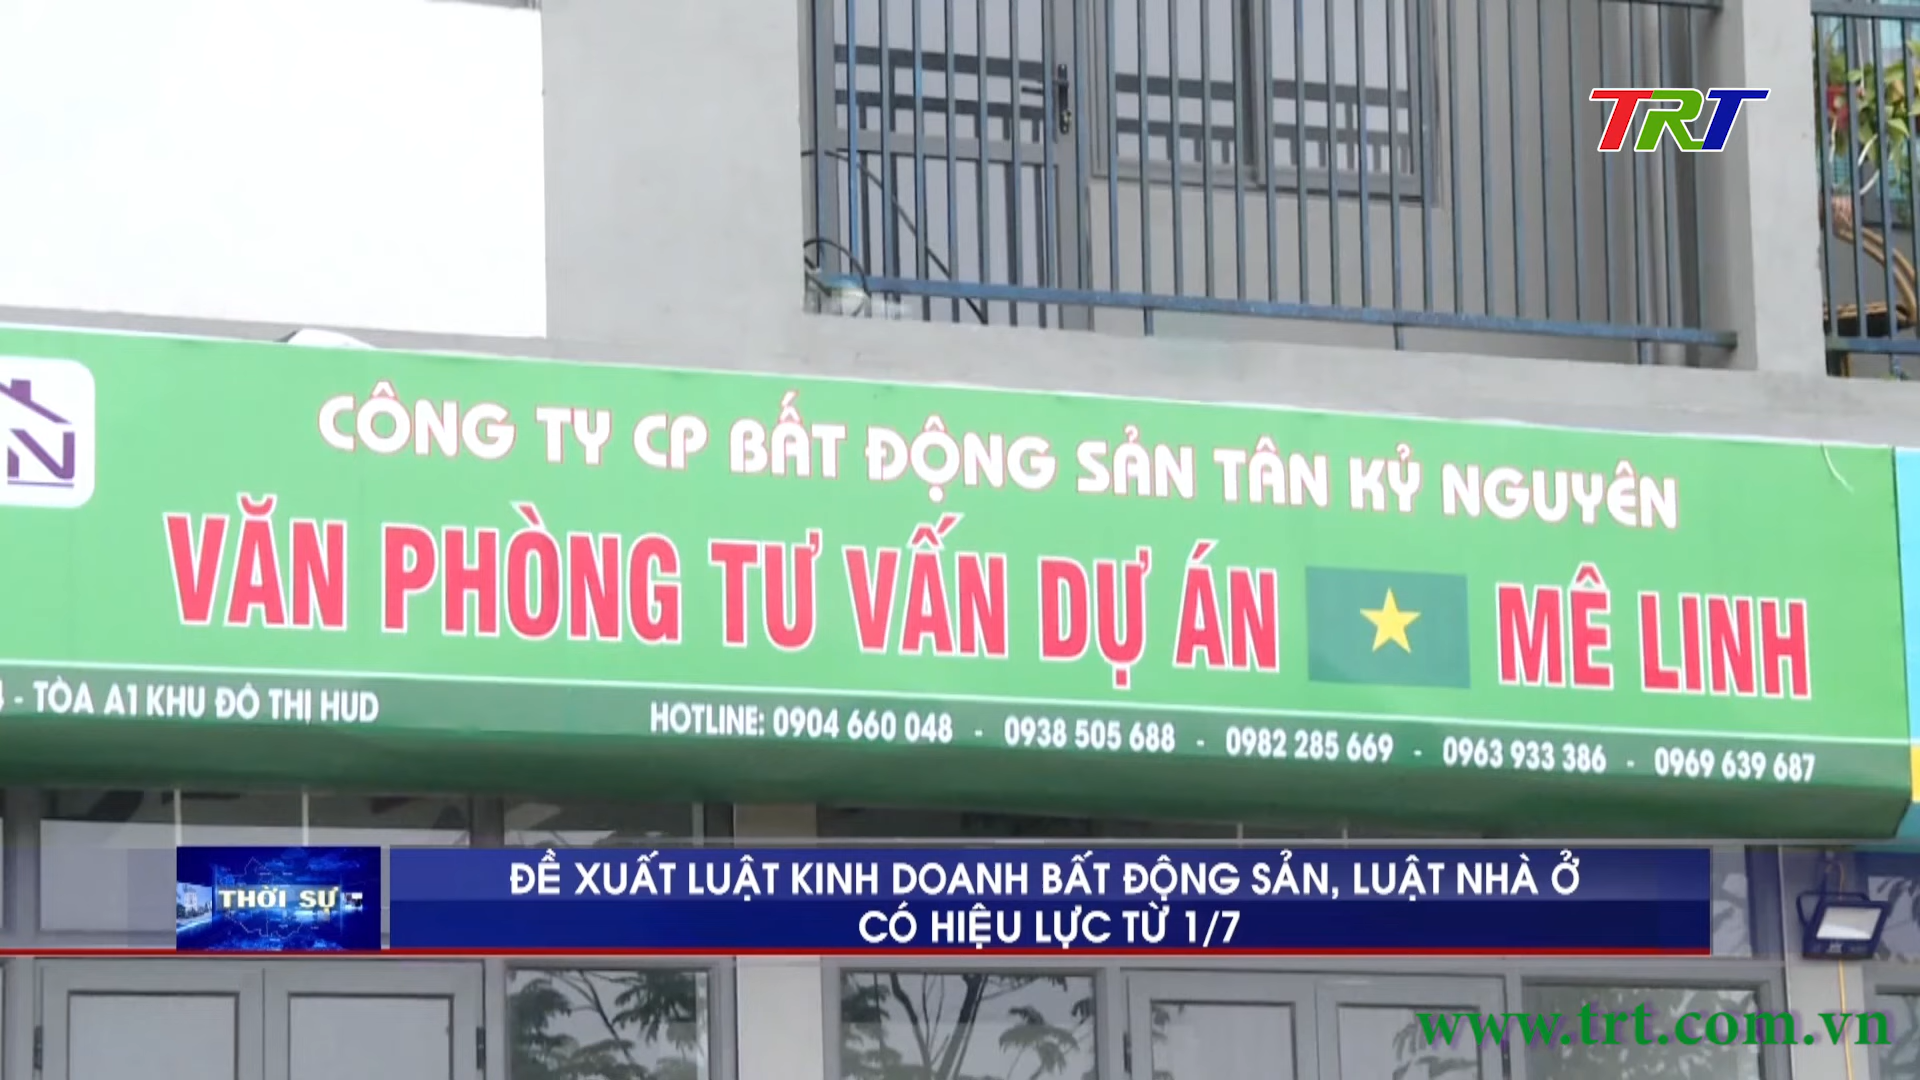 TRT
N
CÔNG TY CP BẤT ĐỘNG SẢN TÂN KỶ NGUYÊN
VĂN PHÒNG TƯ VẤN DỰ ÁN MÊ LINH
- TÒA A1 KHU ĐÔ THỊ HUD
HOTLINE: 0904 660 048 - 0938 505 688 - 0982 285 669 - 0963 933 386 - 0969 639 687
THỜI SỰ
ĐỀ XUẤT LUẬT KINH DOANH BẤT ĐỘNG SẢN, LUẬT NHÀ Ở
CÓ HIỆU LỰC TỪ 1/7
www.trt.com.vn